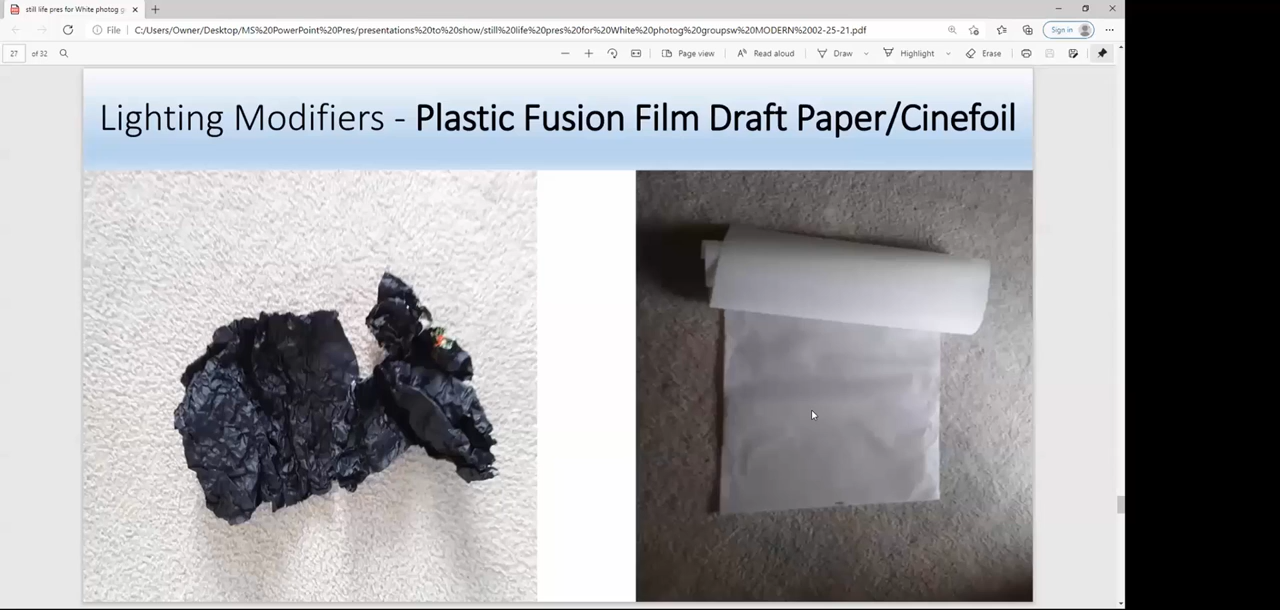 still life pres for White photog g
File
C:/Users/Owner/Desktop/MS%20PowerPoint%20Pres/presentations%20to%20show/still%20life%20pres%20for%20White%20photog%20groupsw%20MODERN%2002-25-21.pdf
Sign in
27 of 32
Page view
Read aloud
Draw
Highlight
Erase
Lighting Modifiers - Plastic Fusion Film Draft Paper/Cinefoil